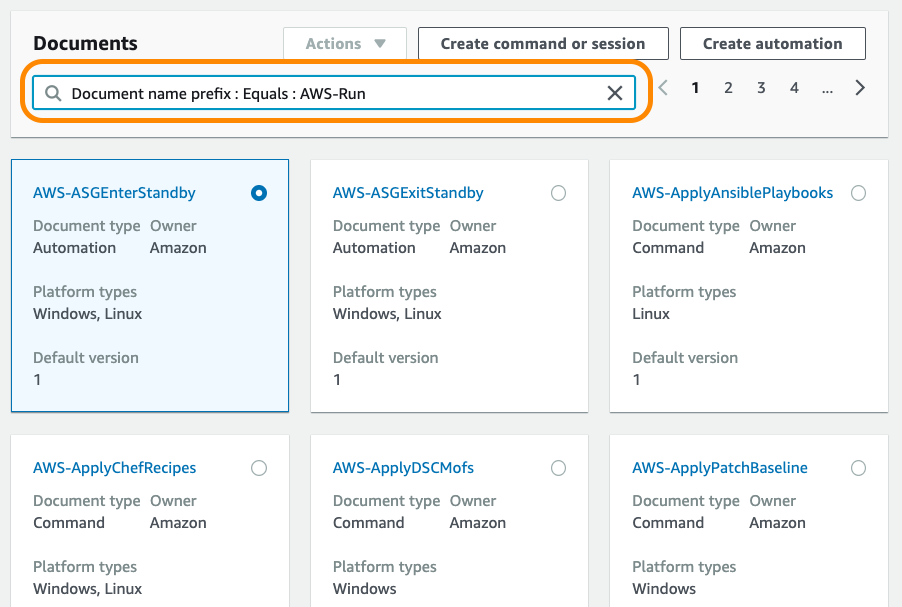 Documents
Actions
Create command or session
Create automation
Document name prefix : Equals : AWS-Run
1 2 3 4 ...
AWS-ASGEnterStandby
Document type Owner
Automation Amazon
Platform types
Windows, Linux
Default version
1
AWS-ASGExitStandby
Document type Owner
Automation Amazon
Platform types
Windows, Linux
Default version
1
AWS-ApplyAnsiblePlaybooks
Document type Owner
Command Amazon
Platform types
Linux
Default version
1
AWS-ApplyChefRecipes
Document type Owner
Command Amazon
Platform types
Windows, Linux
AWS-ApplyDSCMofs
Document type Owner
Command Amazon
Platform types
Windows
AWS-ApplyPatchBaseline
Document type Owner
Command Amazon
Platform types
Windows